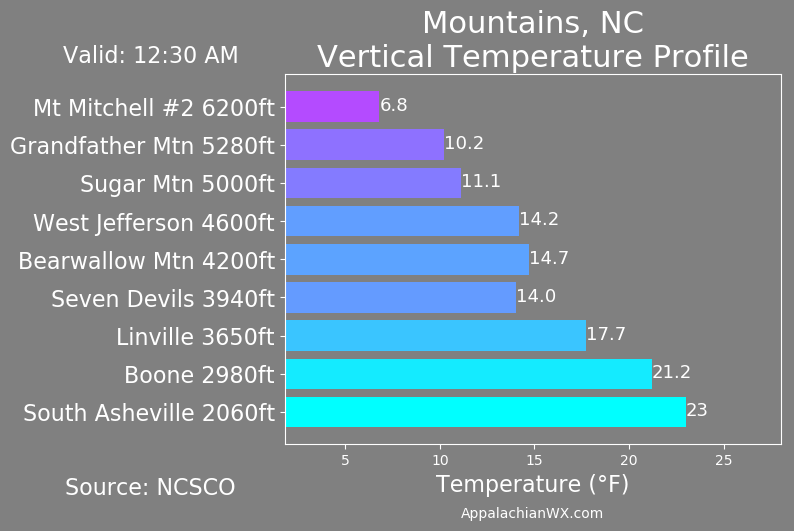 Mountains, NC
Vertical Temperature Profile
Valid: 12:30 AM
Mt Mitchell #2 6200ft 6.8
Grandfather Mtn 5280ft 10.2
Sugar Mtn 5000ft 11.1
West Jefferson 4600ft 14.2
Bearwallow Mtn 4200ft 14.7
Seven Devils 3940ft 14.0
Linville 3650ft 17.7
Boone 2980ft 21.2
South Asheville 2060ft 23
5 10 15 20 25
Temperature (°F)
Source: NCSCO
AppalachianWX.com